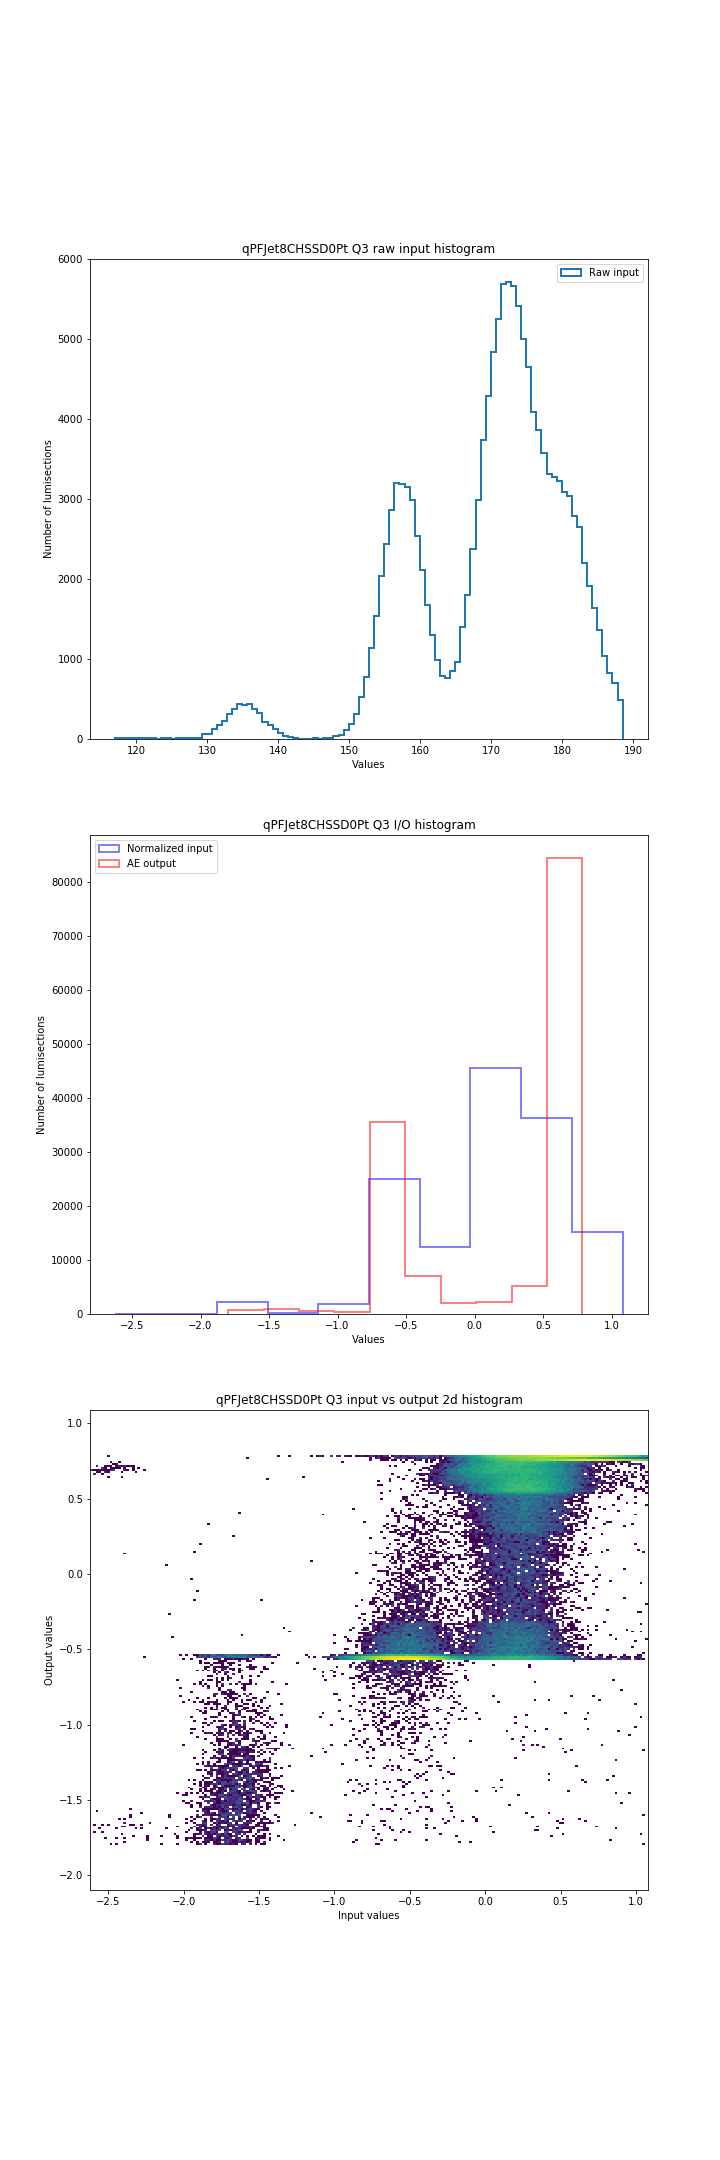 qPFJet8CHSSD0Pt Q3 raw input histogram
Raw input
6000
5000
4000
3000
2000
1000
0
Number of lumisections
120 130 140 150 160 170 180 190
Values
qPFJet8CHSSD0Pt Q3 I/O histogram
Normalized input
AE output
80000
70000
60000
50000
40000
30000
20000
10000
0
Number of lumisections
−2.5 −2.0 −1.5 −1.0 −0.5 0.0 0.5 1.0
Values
qPFJet8CHSSD0Pt Q3 input vs output 2d histogram
1.0
0.5
0.0
−0.5
−1.0
−1.5
−2.0
Output values
−2.5 −2.0 −1.5 −1.0 −0.5 0.0 0.5 1.0
Input values